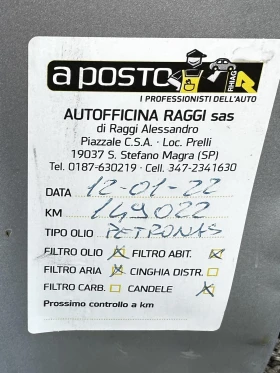 a posto
RHIAG
I PROFESSIONISTI DELL'AUTO
AUTOFFICINA RAGGI sas
di Raggi Alessandro
Piazzale C.S.A. - Loc. Prelli
19037 S. Stefano Magra (SP)
Tel. 0187-630219 - Cell. 347-2341630
DATA 12-01-22
KM 149022
TIPO OLIO PETRONAS
FILTRO OLIO FILTRO ABIT.
FILTRO ARIA CINGHIA DISTR.
FILTRO CARB. CANDELE
Prossimo controllo a km